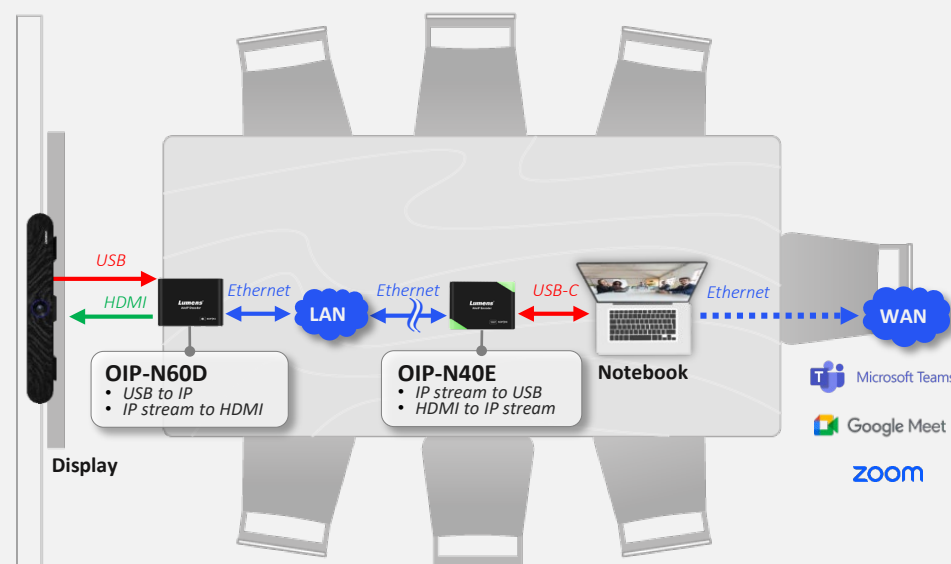 USB
HDMI
Lumens
Ethernet
LAN
Ethernet
Lumens
USB-C
Ethernet
WAN
OIP-N60D
• USB to IP
• IP stream to HDMI
OIP-N40E
• IP stream to USB
• HDMI to IP stream
Notebook
Microsoft Teams
Google Meet
zoom
Display